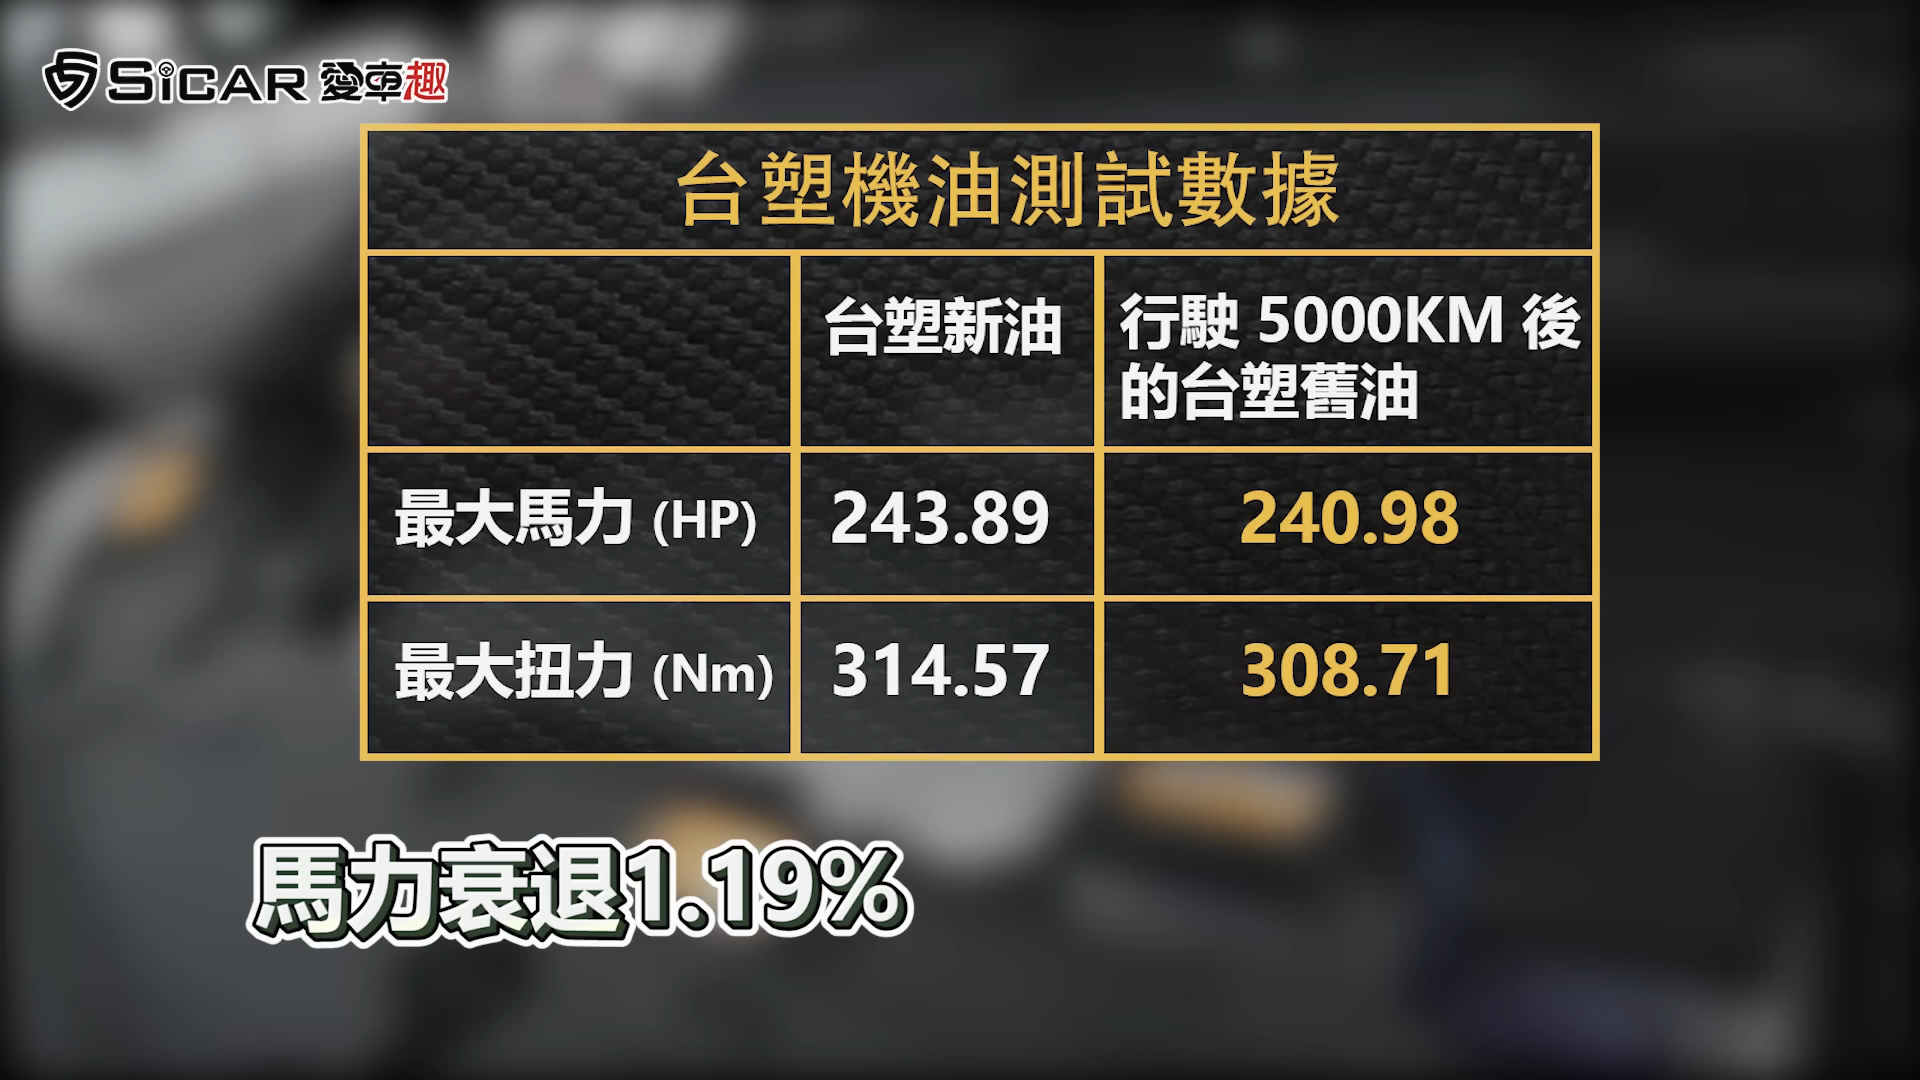 SiCAR 愛車趣
台塑機油測試數據
台塑新油
行駛 5000KM 後
的台塑舊油
最大馬力 (HP) 243.89 240.98
最大扭力 (Nm) 314.57 308.71
馬力衰退1.19%